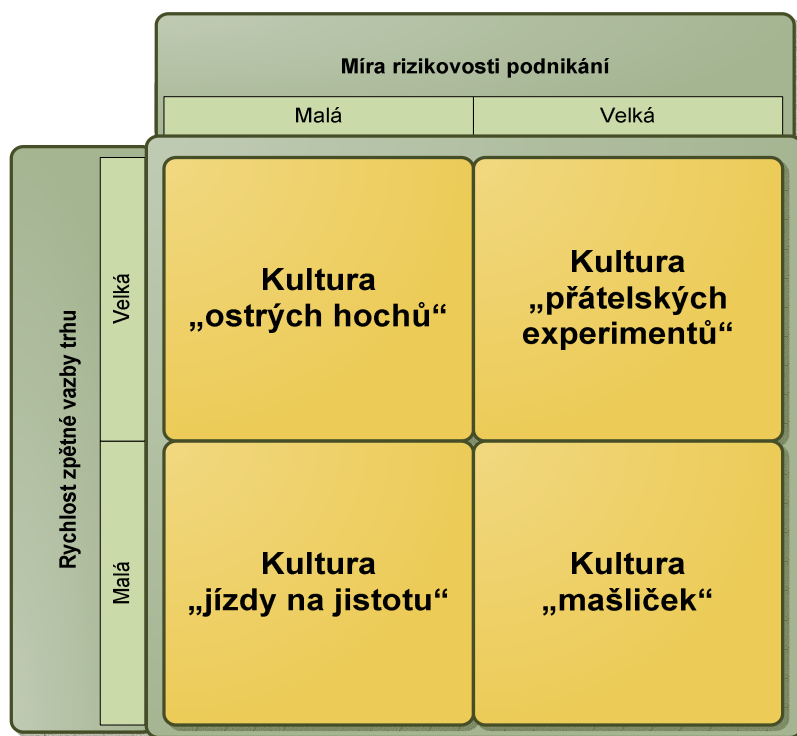 Míra rizikovosti podnikání
Malá
Velká
Rychlost zpětné vazby trhu
Velká
Malá
Kultura
„ostrých hochů“
Kultura
„přátelských
experimentů“
Kultura
„jízdy na jistotu“
Kultura
„mašliček“